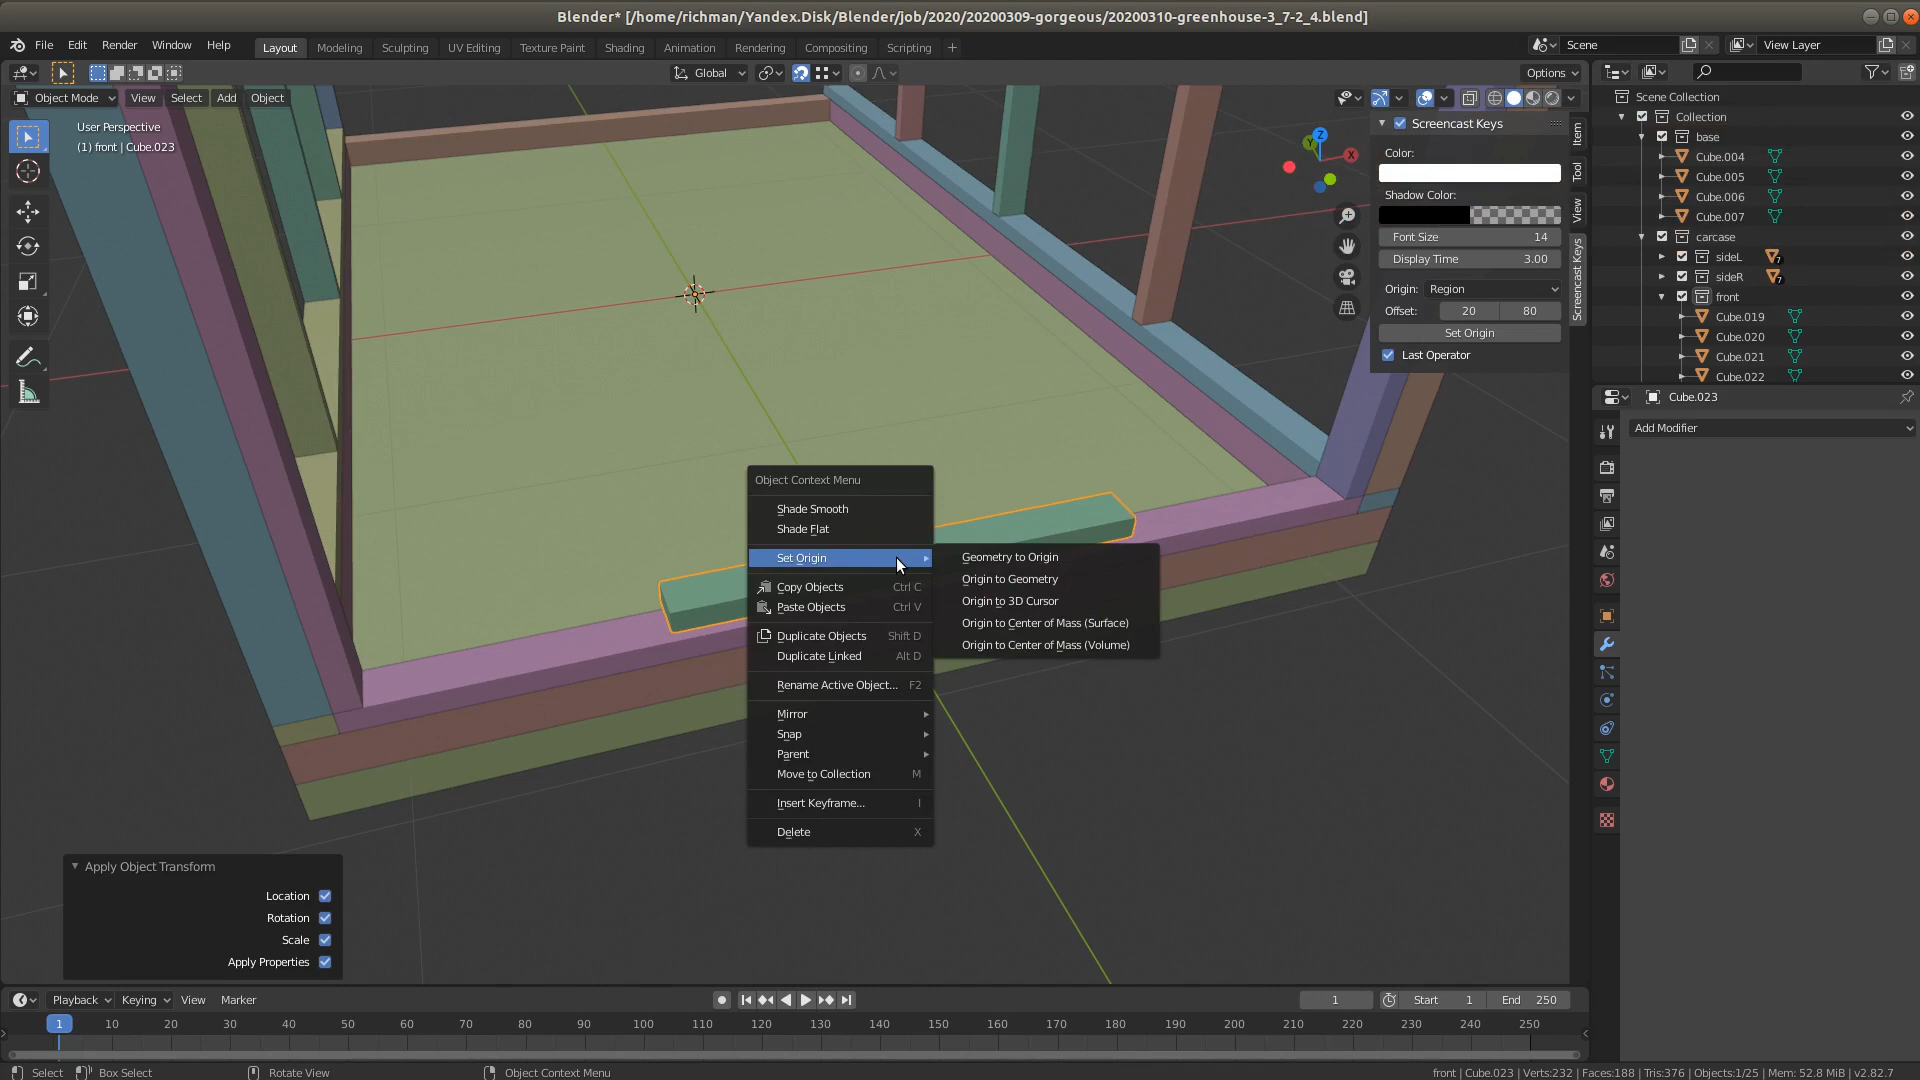 Blender* [/home/richman/Yandex.Disk/Blender/job/2020/20200309-gorgeous/20200310-greenhouse-3_7-2_4.blend]
File Edit Render Window Help
Layout Modeling Sculpting UV Editing Texture Paint Shading Animation Rendering Compositing Scripting +
Scene
View Layer
Global
Options
Object Mode View Select Add Object
User Perspective
(1) front | Cube.023
Z
Y
X
Screencast Keys
Color:
Shadow Color:
Font Size 14
Display Time 3.00
Origin: Region
Offset: 20 80
Set Origin
Last Operator
Item
Tool
View
Screencast Keys
Scene Collection
Collection
base
Cube.004
Cube.005
Cube.006
Cube.007
carcase
sideL 7
sideR 7
front
Cube.019
Cube.020
Cube.021
Cube.022
Cube.023
Add Modifier
Object Context Menu
Shade Smooth
Shade Flat
Set Origin
Copy Objects Ctrl C
Paste Objects Ctrl V
Duplicate Objects Shift D
Duplicate Linked Alt D
Rename Active Object... F2
Mirror
Snap
Parent
Move to Collection M
Insert Keyframe... I
Delete X
Geometry to Origin
Origin to Geometry
Origin to 3D Cursor
Origin to Center of Mass (Surface)
Origin to Center of Mass (Volume)
Apply Object Transform
Location
Rotation
Scale
Apply Properties
Playback Keying View Marker
1 Start 1 End 250
1 10 20 30 40 50 60 70 80 90 100 110 120 130 140 150 160 170 180 190 200 210 220 230 240 250
Select Box Select Rotate View Object Context Menu
front | Cube.023 | Verts:232 | Faces:188 | Tris:376 | Objects:1/25 | Mem: 52.8 MiB | v2.82.7